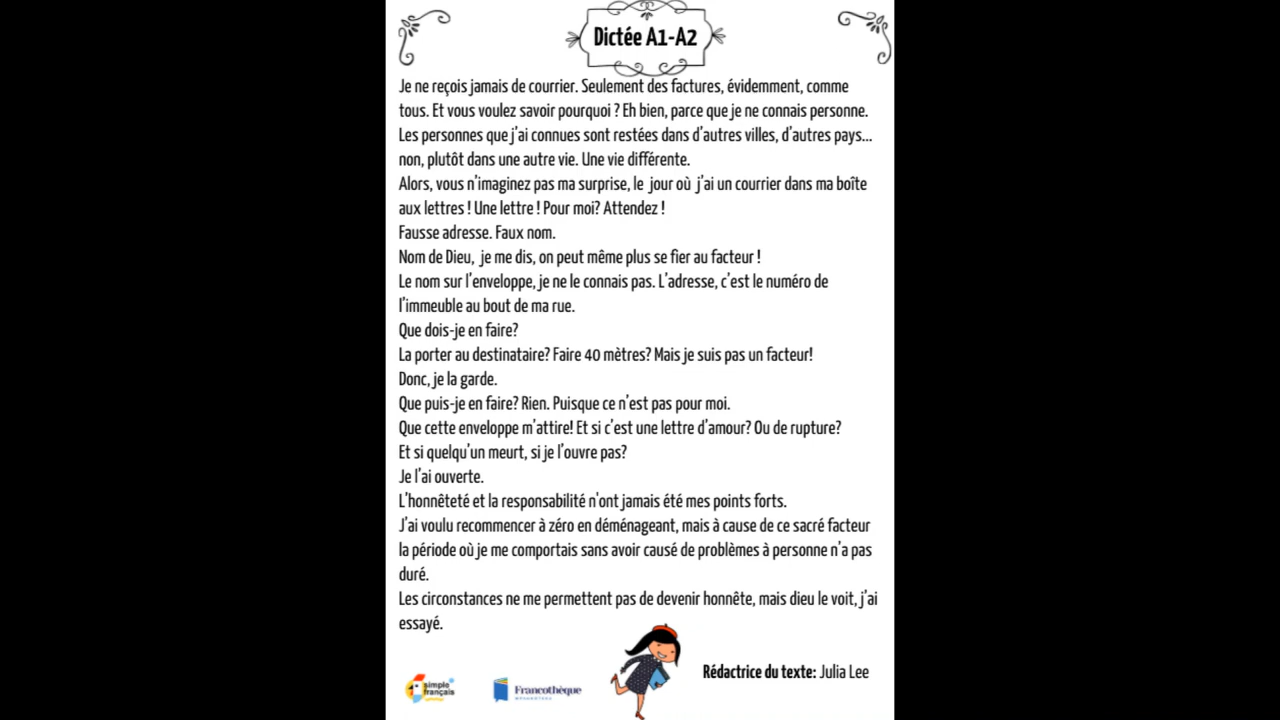 Dictée A1-A2
Je ne reçois jamais de courrier. Seulement des factures, évidemment, comme
tous. Et vous voulez savoir pourquoi ? Eh bien, parce que je ne connais personne.
Les personnes que j'ai connues sont restées dans d'autres villes, d'autres pays...
non, plutôt dans une autre vie. Une vie différente.
Alors, vous n'imaginez pas ma surprise, le jour où j'ai un courrier dans ma boîte
aux lettres ! Une lettre ! Pour moi? Attendez !
Fausse adresse. Faux nom.
Nom de Dieu, je me dis, on peut même plus se fier au facteur !
Le nom sur l'enveloppe, je ne le connais pas. L'adresse, c'est le numéro de
l'immeuble au bout de ma rue.
Que dois-je en faire?
La porter au destinataire? Faire 40 mètres? Mais je suis pas un facteur!
Donc, je la garde.
Que puis-je en faire? Rien. Puisque ce n'est pas pour moi.
Que cette enveloppe m'attire! Et si c'est une lettre d'amour? Ou de rupture?
Et si quelqu'un meurt, si je l'ouvre pas?
Je l'ai ouverte.
L'honnêteté et la responsabilité n'ont jamais été mes points forts.
J'ai voulu recommencer à zéro en déménageant, mais à cause de ce sacré facteur
la période où je me comportais sans avoir causé de problèmes à personne n'a pas
duré.
Les circonstances ne me permettent pas de devenir honnête, mais dieu le voit, j'ai
essayé.
Rédactrice du texte: Julia Lee
simple
français
Francothèque